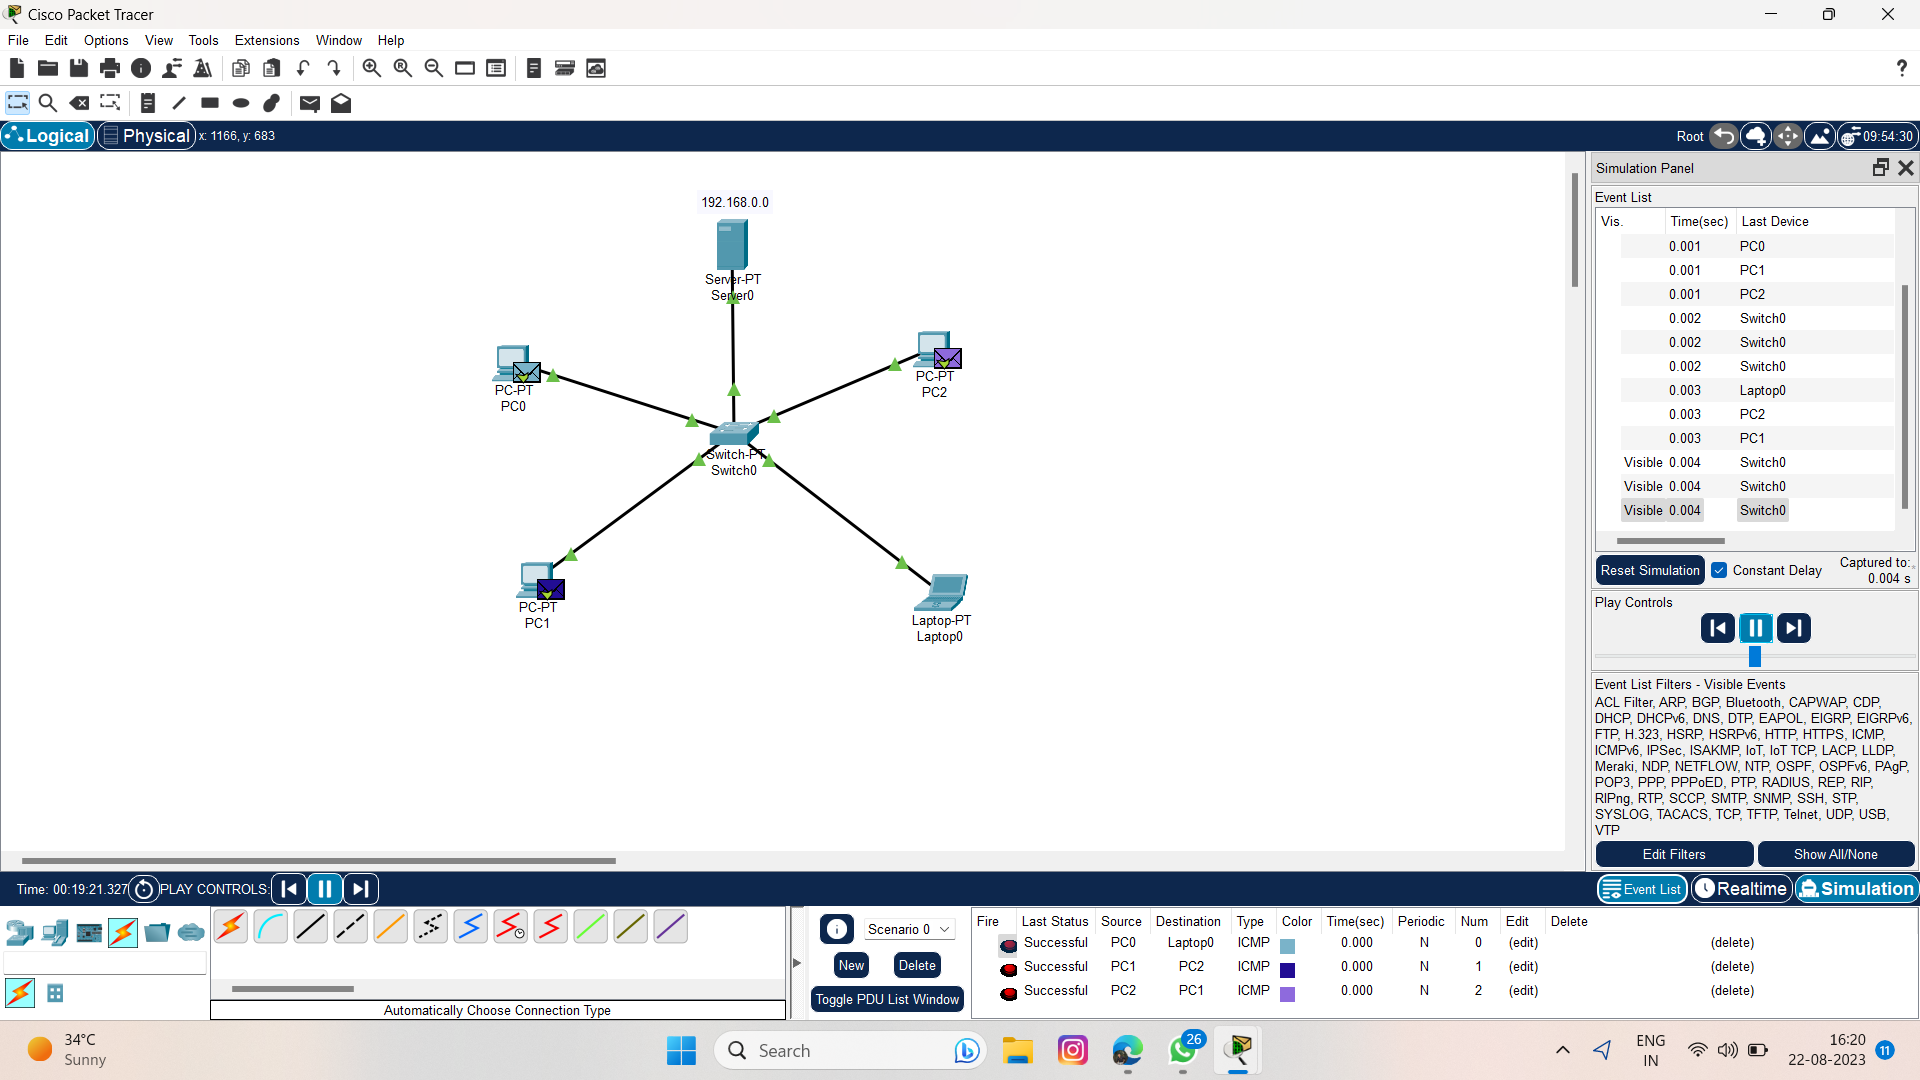 Cisco Packet Tracer
File Edit Options View Tools Extensions Window Help
?
Logical Physical x: 1166, y: 683 Root 09:54:30
192.168.0.0
Server-PT
Server0
PC-PT
PC0
PC-PT
PC2
Switch-PT
Switch0
PC-PT
PC1
Laptop-PT
Laptop0
Simulation Panel
Event List
Vis. Time(sec) Last Device
0.001 PC0
0.001 PC1
0.001 PC2
0.002 Switch0
0.002 Switch0
0.002 Switch0
0.003 Laptop0
0.003 PC2
0.003 PC1
Visible 0.004 Switch0
Visible 0.004 Switch0
Visible 0.004 Switch0
Reset Simulation Constant Delay Captured to:
0.004 s
Play Controls
Event List Filters - Visible Events
ACL Filter, ARP, BGP, Bluetooth, CAPWAP, CDP,
DHCP, DHCPv6, DNS, DTP, EAPOL, EIGRP, EIGRPv6,
FTP, H.323, HSRP, HSRPv6, HTTP, HTTPS, ICMP,
ICMPv6, IPSec, ISAKMP, IoT, IoT TCP, LACP, LLDP,
Meraki, NDP, NETFLOW, NTP, OSPF, OSPFv6, PAgP,
POP3, PPP, PPPoED, PTP, RADIUS, REP, RIP,
RIPng, RTP, SCCP, SMTP, SNMP, SSH, STP,
SYSLOG, TACACS, TCP, TFTP, Telnet, UDP, USB,
VTP
Edit Filters Show All/None
Time: 00:19:21.327 PLAY CONTROLS: Event List Realtime Simulation
Automatically Choose Connection Type
Scenario 0
New Delete
Toggle PDU List Window
Fire Last Status Source Destination Type Color Time(sec) Periodic Num Edit Delete
Successful PC0 Laptop0 ICMP 0.000 N 0 (edit) (delete)
Successful PC1 PC2 ICMP 0.000 N 1 (edit) (delete)
Successful PC2 PC1 ICMP 0.000 N 2 (edit) (delete)
34°C
Sunny
Search
26
ENG
IN
16:20
22-08-2023
11